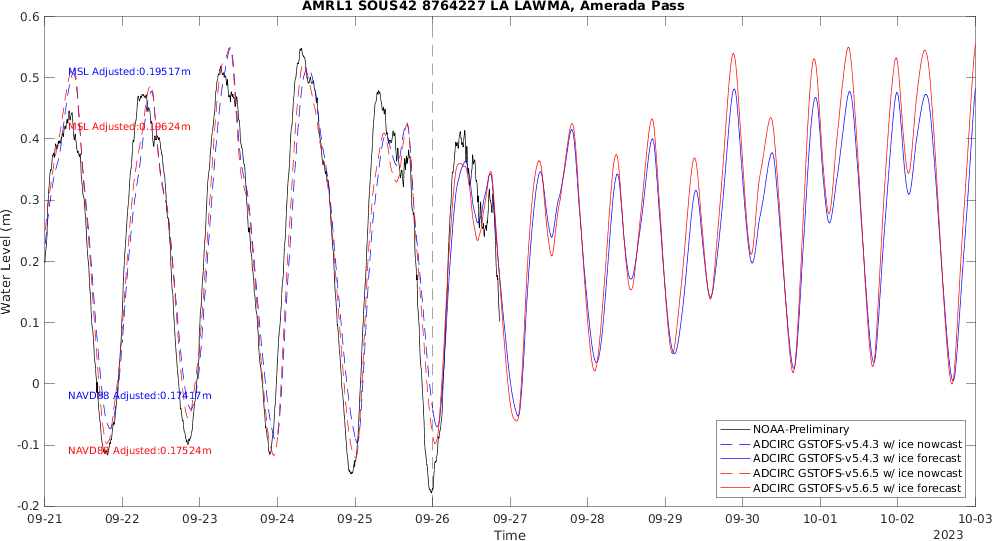 AMRL1 SOUS42 8764227 LA LAWMA, Amerada Pass
0.6
0.5
0.4
0.3
0.2
0.1
0
-0.1
-0.2
Water Level (m)
MSL Adjusted:0.19517m
MSL Adjusted:0.19624m
NAVD88 Adjusted:0.17417m
NAVD88 Adjusted:0.17524m
NOAA-Preliminary
ADCIRC GSTOFS-v5.4.3 w/ ice nowcast
ADCIRC GSTOFS-v5.4.3 w/ ice forecast
ADCIRC GSTOFS-v5.6.5 w/ ice nowcast
ADCIRC GSTOFS-v5.6.5 w/ ice forecast
09-21 09-22 09-23 09-24 09-25 09-26 09-27 09-28 09-29 09-30 10-01 10-02 10-03
Time
2023